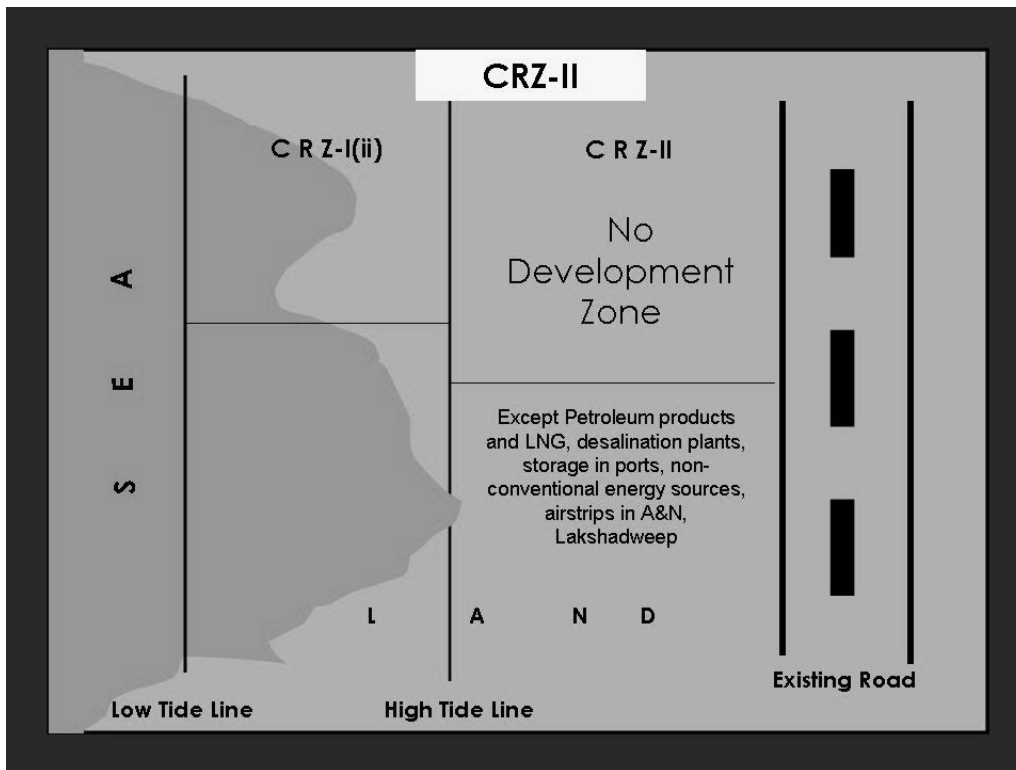 CRZ-II
C R Z-I(ii)
C R Z-II
No
Development
Zone
S E A
Except Petroleum products
and LNG, desalination plants,
storage in ports, non-
conventional energy sources,
airstrips in A&N,
Lakshadweep
L A N D
Existing Road
Low Tide Line
High Tide Line